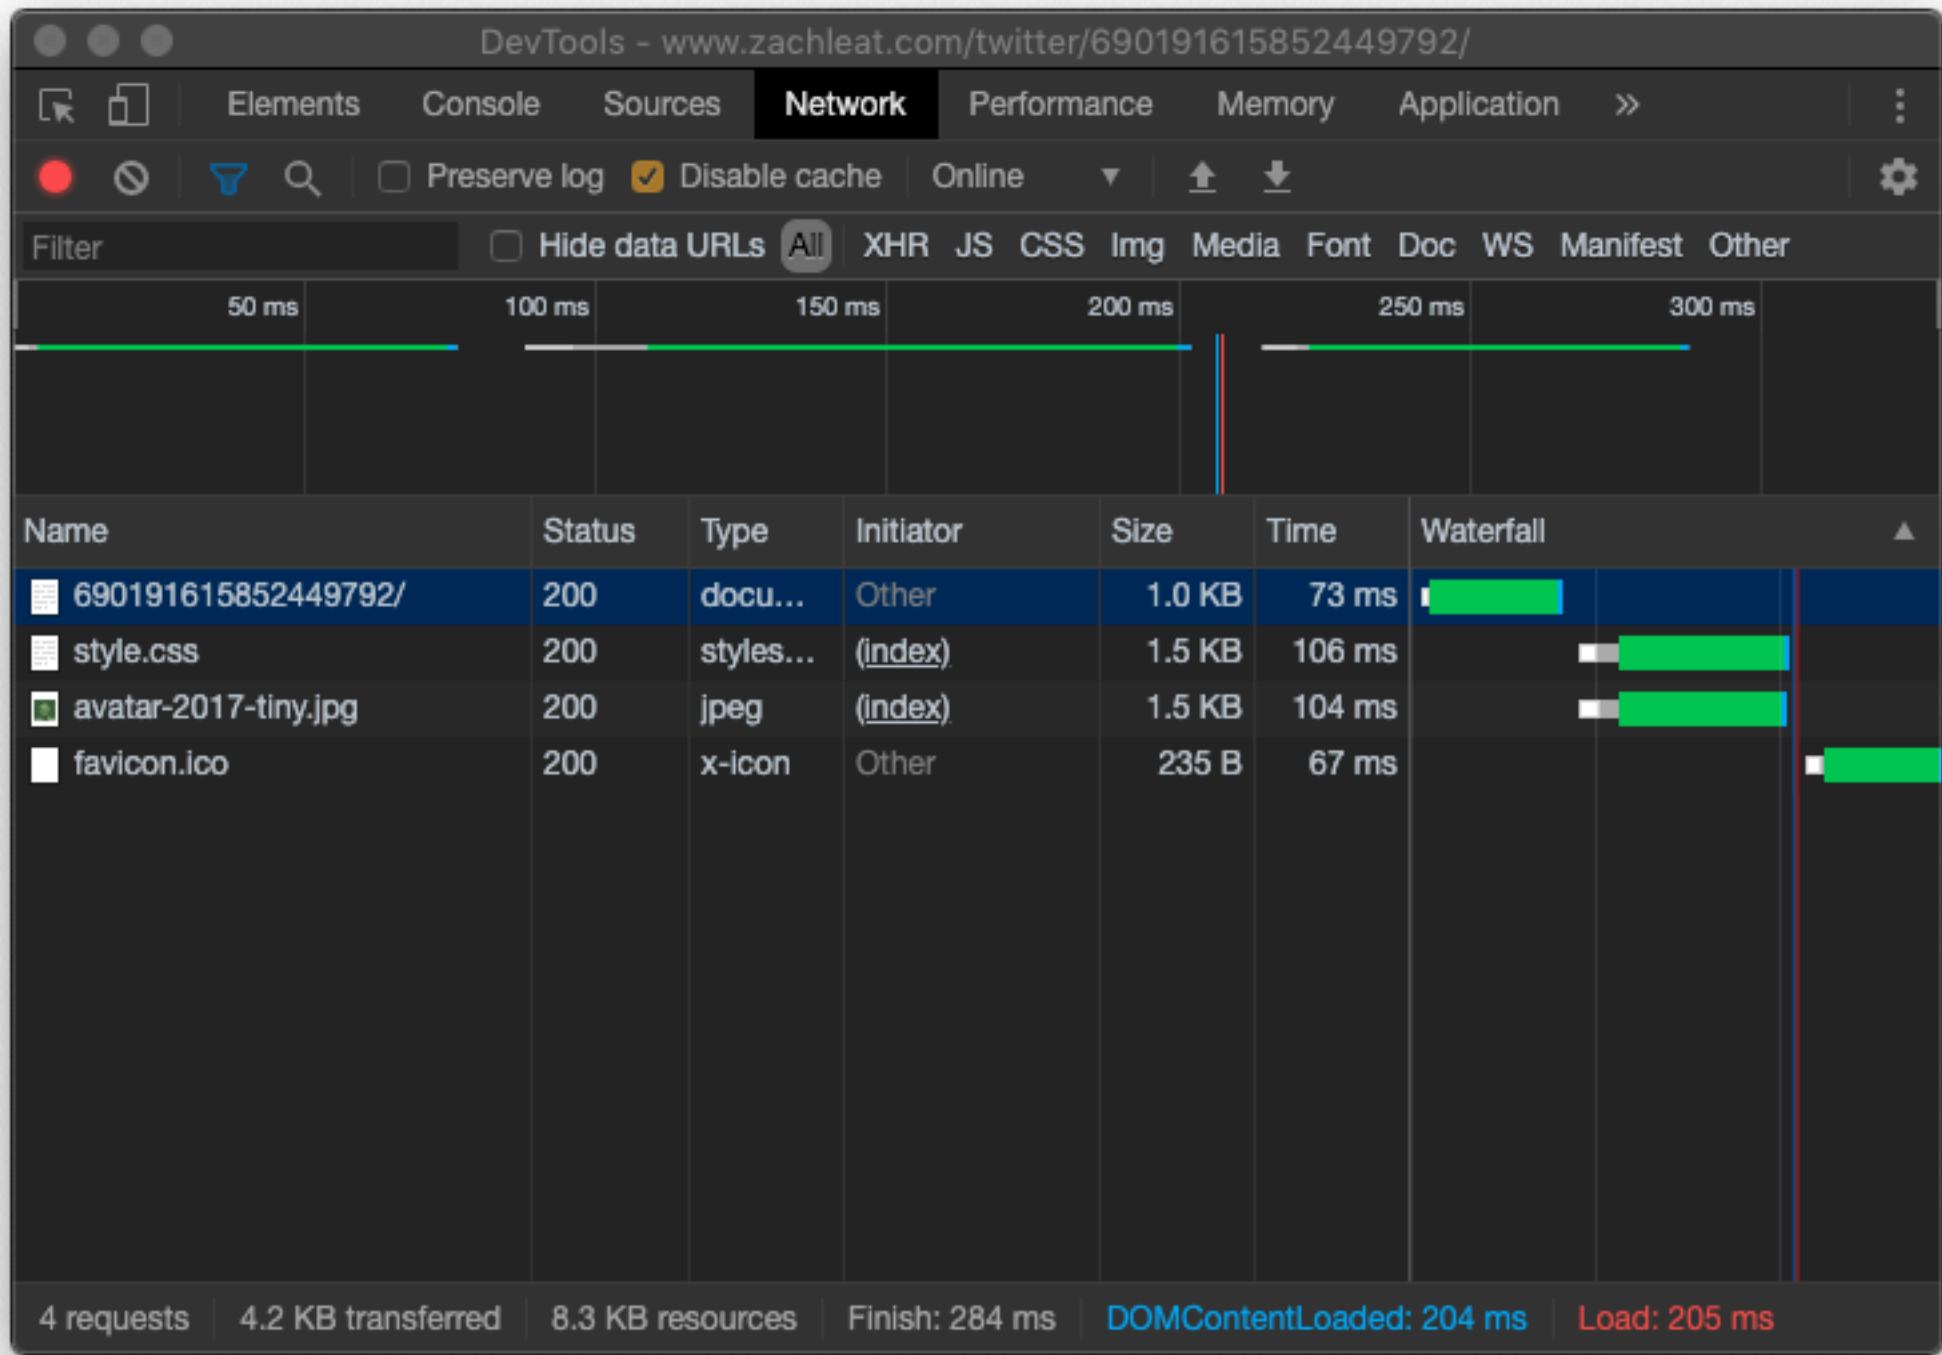 DevTools - www.zachleat.com/twitter/690191615852449792/
Elements Console Sources Network Performance Memory Application »
Preserve log Disable cache Online
Filter Hide data URLs All XHR JS CSS Img Media Font Doc WS Manifest Other
50 ms 100 ms 150 ms 200 ms 250 ms 300 ms
Name Status Type Initiator Size Time Waterfall
690191615852449792/ 200 docu... Other 1.0 KB 73 ms
style.css 200 styles... (index) 1.5 KB 106 ms
avatar-2017-tiny.jpg 200 jpeg (index) 1.5 KB 104 ms
favicon.ico 200 x-icon Other 235 B 67 ms
4 requests 4.2 KB transferred 8.3 KB resources Finish: 284 ms DOMContentLoaded: 204 ms Load: 205 ms